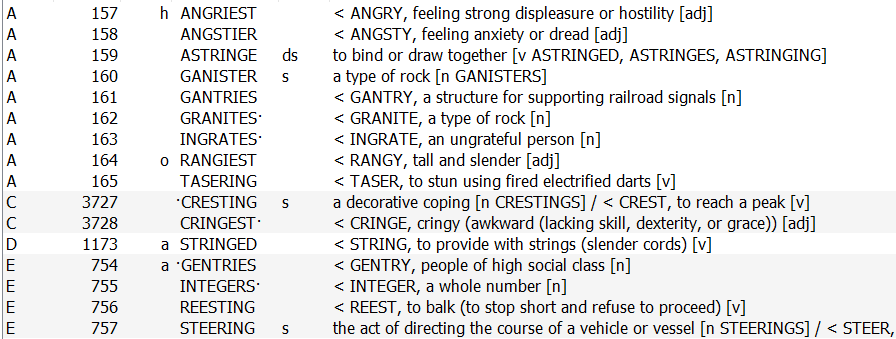 A 157 h ANGRIEST < ANGRY, feeling strong displeasure or hostility [adj]
A 158 ANGSTIER < ANGSTY, feeling anxiety or dread [adj]
A 159 ASTRINGE ds to bind or draw together [v ASTRINGED, ASTRINGES, ASTRINGING]
A 160 GANISTER s a type of rock [n GANISTERS]
A 161 GANTRIES < GANTRY, a structure for supporting railroad signals [n]
A 162 GRANITES· < GRANITE, a type of rock [n]
A 163 INGRATES· < INGRATE, an ungrateful person [n]
A 164 o RANGIEST < RANGY, tall and slender [adj]
A 165 TASERING < TASER, to stun using fired electrified darts [v]
C 3727 ·CRESTING s a decorative coping [n CRESTINGS] / < CREST, to reach a peak [v]
C 3728 CRINGEST· < CRINGE, cringy (awkward (lacking skill, dexterity, or grace)) [adj]
D 1173 a STRINGED < STRING, to provide with strings (slender cords) [v]
E 754 a ·GENTRIES < GENTRY, people of high social class [n]
E 755 INTEGERS· < INTEGER, a whole number [n]
E 756 REESTING < REEST, to balk (to stop short and refuse to proceed) [v]
E 757 STEERING s the act of directing the course of a vehicle or vessel [n STEERINGS] / < STEER,